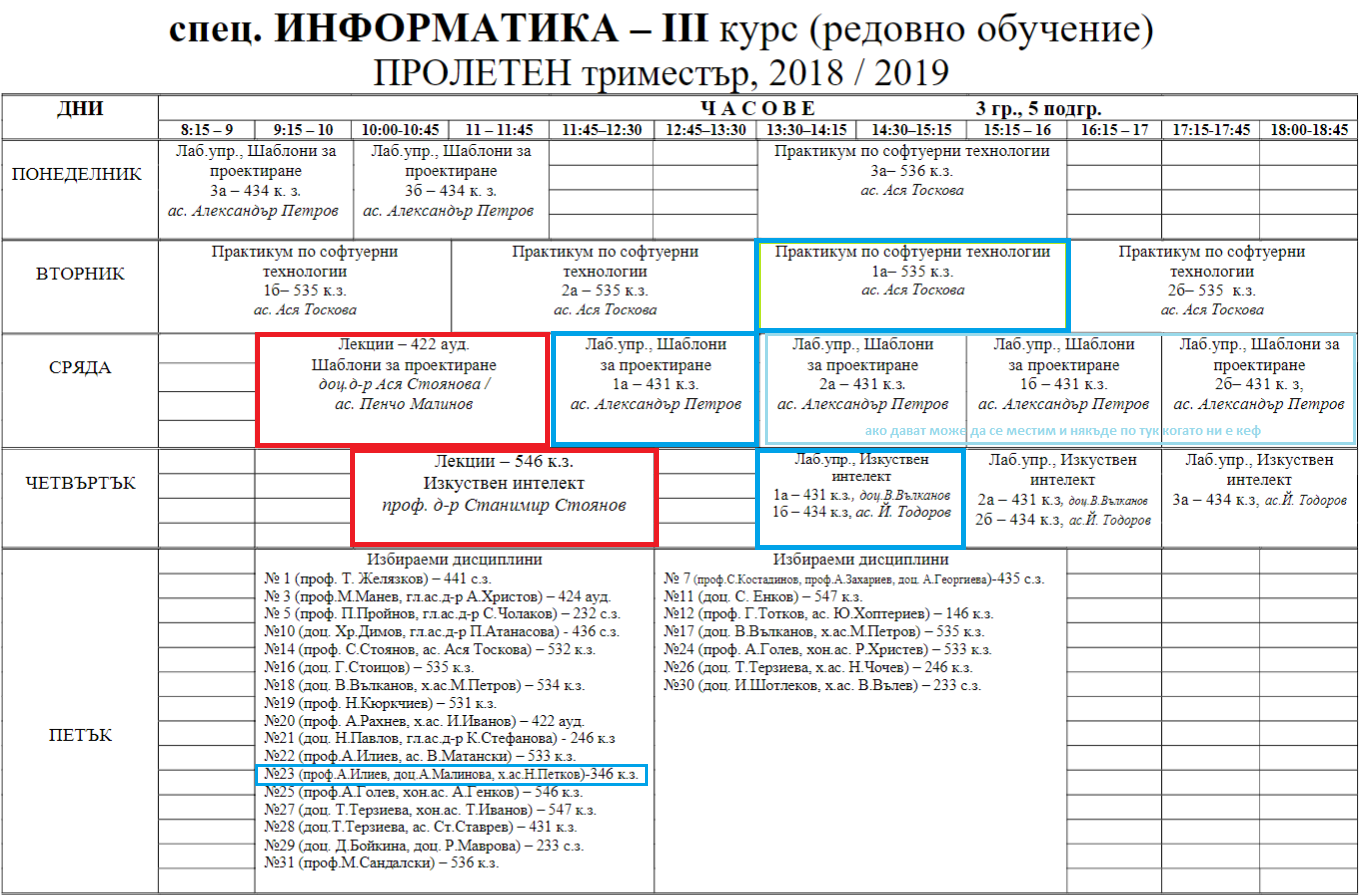 спец. ИНФОРМАТИКА – III курс (редовно обучение)
ПРОЛЕТЕН триместър, 2018 / 2019
ДНИ
Ч А С О В Е 3 гр., 5 подгр.
8:15 – 9 9:15 – 10 10:00-10:45 11 – 11:45 11:45–12:30 12:45–13:30 13:30–14:15 14:30–15:15 15:15 – 16 16:15 – 17 17:15-17:45 18:00-18:45
ПОНЕДЕЛНИК
Лаб.упр., Шаблони за
проектиране
3а – 434 к. з.
ас. Александър Петров
Лаб.упр., Шаблони за
проектиране
3б – 434 к. з.
ас. Александър Петров
Практикум по софтуерни технологии
3а– 536 к.з.
ас. Ася Тоскова
ВТОРНИК
Практикум по софтуерни
технологии
1б– 535 к.з.
ас. Ася Тоскова
Практикум по софтуерни
технологии
2а – 535 к.з.
ас. Ася Тоскова
Практикум по софтуерни технологии
1а– 535 к.з.
ас. Ася Тоскова
Практикум по софтуерни
технологии
2б– 535 к.з.
ас. Ася Тоскова
СРЯДА
Лекции – 422 ауд.
Шаблони за проектиране
доц.д-р Ася Стоянова /
ас. Пенчо Малинов
Лаб.упр., Шаблони
за проектиране
1а – 431 к.з.
ас. Александър Петров
Лаб.упр., Шаблони
за проектиране
2а – 431 к.з.
ас. Александър Петров
Лаб.упр., Шаблони
за проектиране
1б – 431 к.з.
ас. Александър Петров
Лаб.упр., Шаблони за
проектиране
2б– 431 к. з,
ас. Александър Петров
ако дават може да се местим и някъде по тук когато ни е кеф
ЧЕТВЪРТЪК
Лекции – 546 к.з.
Изкуствен интелект
проф. д-р Станимир Стоянов
Лаб.упр., Изкуствен
интелект
1а – 431 к.з., доц.В.Вълканов
1б – 434 к.з, ас. Й. Тодоров
Лаб.упр., Изкуствен
интелект
2а – 431 к.з, доц.В.Вълканов
2б – 434 к.з, ас.Й. Тодоров
Лаб.упр., Изкуствен
интелект
3а – 434 к.з, ас.Й. Тодоров
ПЕТЪК
Избираеми дисциплини
№ 1 (проф. Т. Желязков) – 441 с.з.
№ 3 (проф.М.Манев, гл.ас.д-р А.Христов) – 424 ауд.
№ 5 (проф. П.Пройнов, гл.ас.д-р С.Чолаков) – 232 с.з.
№10 (доц. Хр.Димов, гл.ас.д-р П.Атанасова) - 436 с.з.
№14 (проф. С.Стоянов, ас. Ася Тоскова) – 532 к.з.
№16 (доц. Г.Стоицов) – 535 к.з.
№18 (доц. В.Вълканов, х.ас.М.Петров) – 534 к.з.
№19 (проф. Н.Кюркчиев) – 531 к.з.
№20 (проф. А.Рахнев, х.ас. И.Иванов) – 422 ауд.
№21 (доц. Н.Павлов, гл.ас.д-р К.Стефанова) - 246 к.з
№22 (проф.А.Илиев, ас. В.Матански) – 533 к.з.
№23 (проф.А.Илиев, доц.А.Малинова, х.ас.Н.Петков)-346 к.з.
№25 (проф.А.Голев, хон.ас. А.Генков) – 546 к.з.
№27 (доц. Т.Терзиева, хон.ас. Т.Иванов) – 547 к.з.
№28 (доц.Т.Терзиева, ас. Ст.Ставрев) – 431 к.з.
№29 (доц. Д.Бойкина, доц. Р.Маврова) – 233 с.з.
№31 (проф.М.Сандалски) – 536 к.з.
Избираеми дисциплини
№ 7 (проф.С.Костадинов, проф.А.Захариев, доц. А.Георгиева)-435 с.з.
№11 (доц. С. Енков) – 547 к.з.
№12 (проф. Г.Тотков, ас. Ю.Хоптериев) – 146 к.з.
№17 (доц. В.Вълканов, х.ас.М.Петров) – 535 к.з.
№24 (проф. А.Голев, хон.ас. Р.Христев) – 533 к.з.
№26 (доц. Т.Терзиева, х.ас. Н.Чочев) – 246 к.з.
№30 (доц. И.Шотлеков, х.ас. В.Вълев) – 233 с.з.